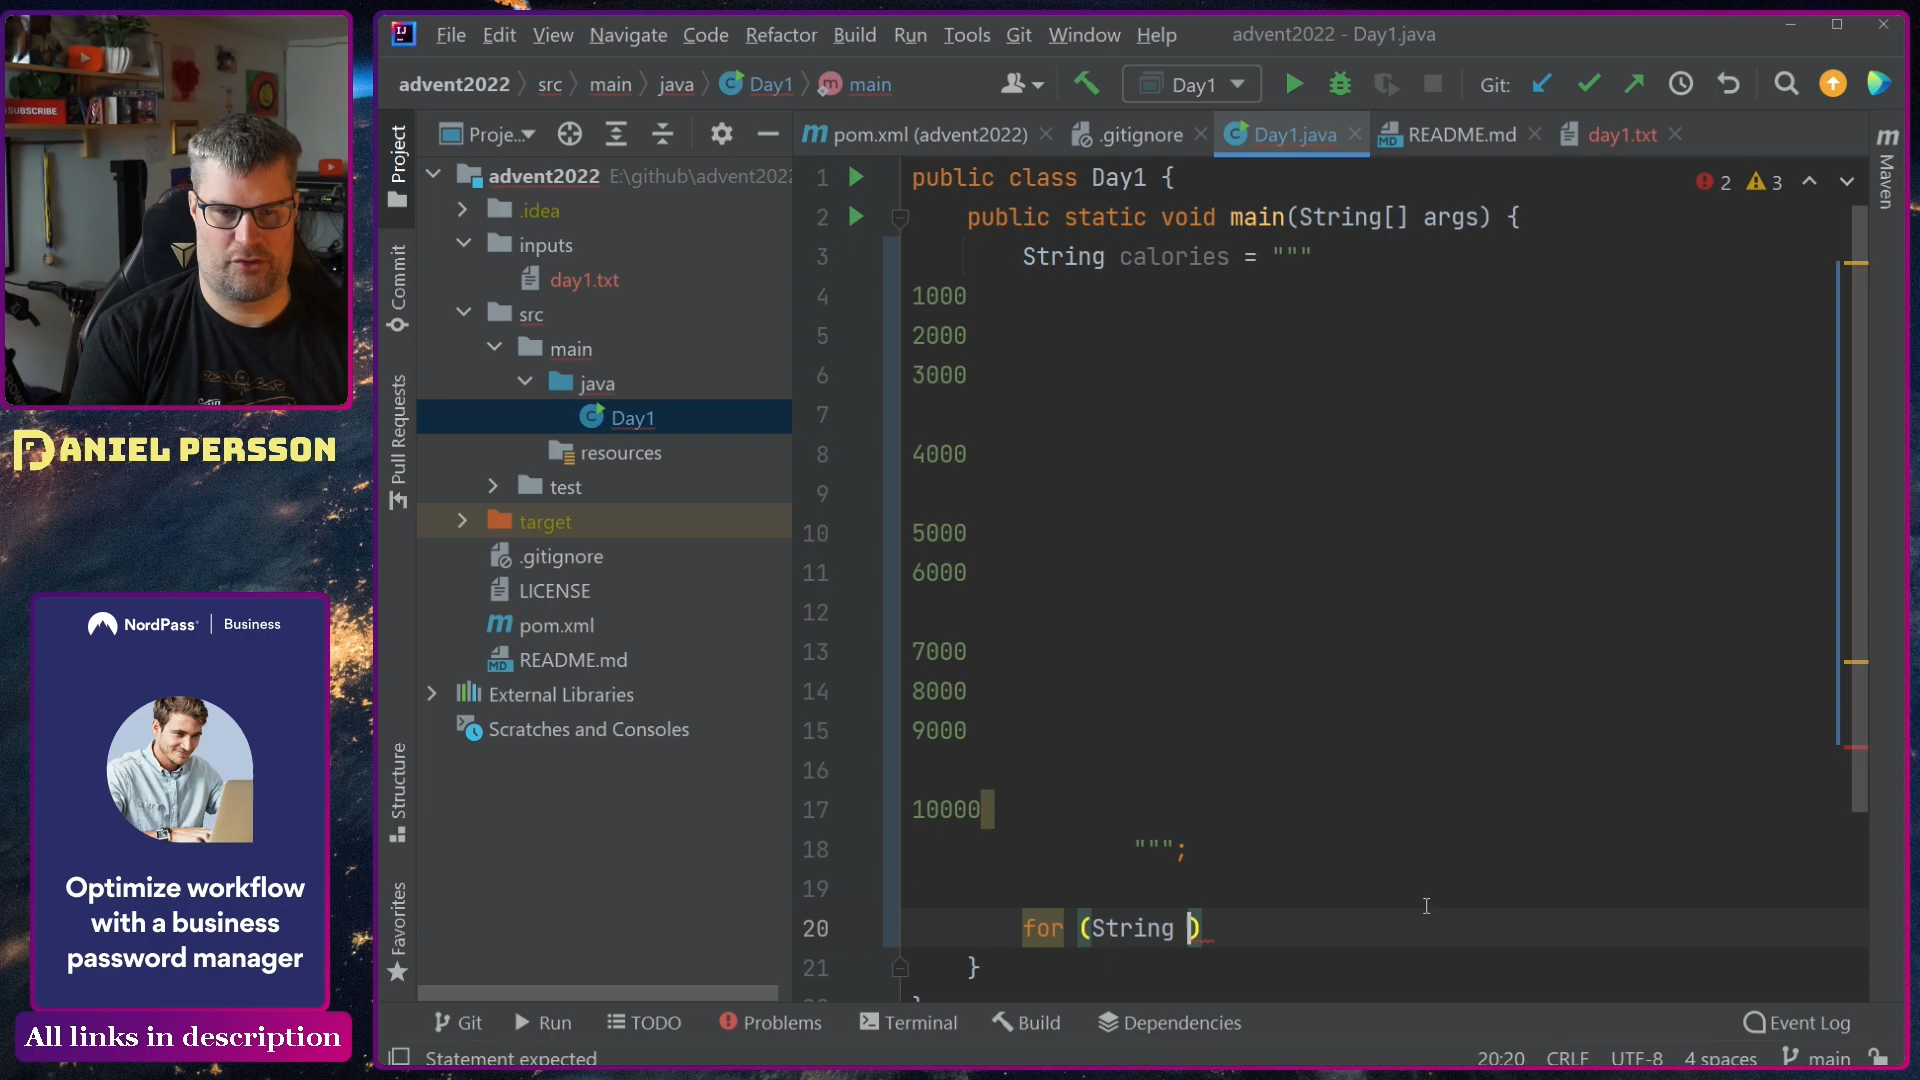 SUBSCRIBE
DANIEL PERSSON
NordPass® | Business
Optimize workflow
with a business
password manager
All links in description
IJ File Edit View Navigate Code Refactor Build Run Tools Git Window Help advent2022 - Day1.java
advent2022 src main java Day1 main Day1 Git:
Project
Commit
Pull Requests
Structure
Favorites
Proje...
advent2022 E:\github\advent2022
.idea
inputs
day1.txt
src
main
java
Day1
resources
test
target
.gitignore
LICENSE
pom.xml
README.md
External Libraries
Scratches and Consoles
pom.xml (advent2022) .gitignore Day1.java README.md day1.txt
Maven
2 3
1 public class Day1 {
2 public static void main(String[] args) {
3 String calories = """
4 1000
5 2000
6 3000
7
8 4000
9
10 5000
11 6000
12
13 7000
14 8000
15 9000
16
17 10000
18 """;
19
20 for (String )
21 }
Git Run TODO Problems Terminal Build Dependencies Event Log
Statement expected 20:20 CRLF UTF-8 4 spaces main